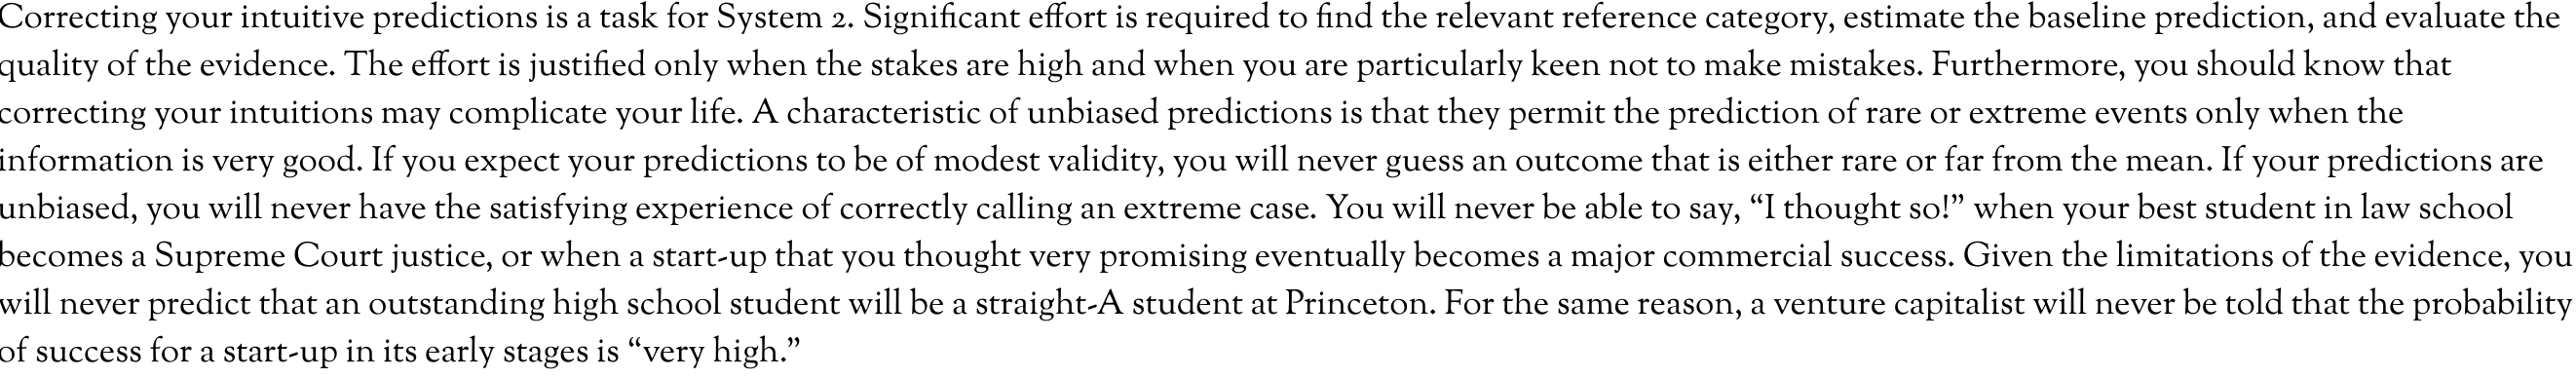 Correcting your intuitive predictions is a task for System 2. Significant effort is required to find the relevant reference category, estimate the baseline prediction, and evaluate the
quality of the evidence. The effort is justified only when the stakes are high and when you are particularly keen not to make mistakes. Furthermore, you should know that
correcting your intuitions may complicate your life. A characteristic of unbiased predictions is that they permit the prediction of rare or extreme events only when the
information is very good. If you expect your predictions to be of modest validity, you will never guess an outcome that is either rare or far from the mean. If your predictions are
unbiased, you will never have the satisfying experience of correctly calling an extreme case. You will never be able to say, “I thought so!” when your best student in law school
becomes a Supreme Court justice, or when a start-up that you thought very promising eventually becomes a major commercial success. Given the limitations of the evidence, you
will never predict that an outstanding high school student will be a straight-A student at Princeton. For the same reason, a venture capitalist will never be told that the probability
of success for a start-up in its early stages is “very high.”